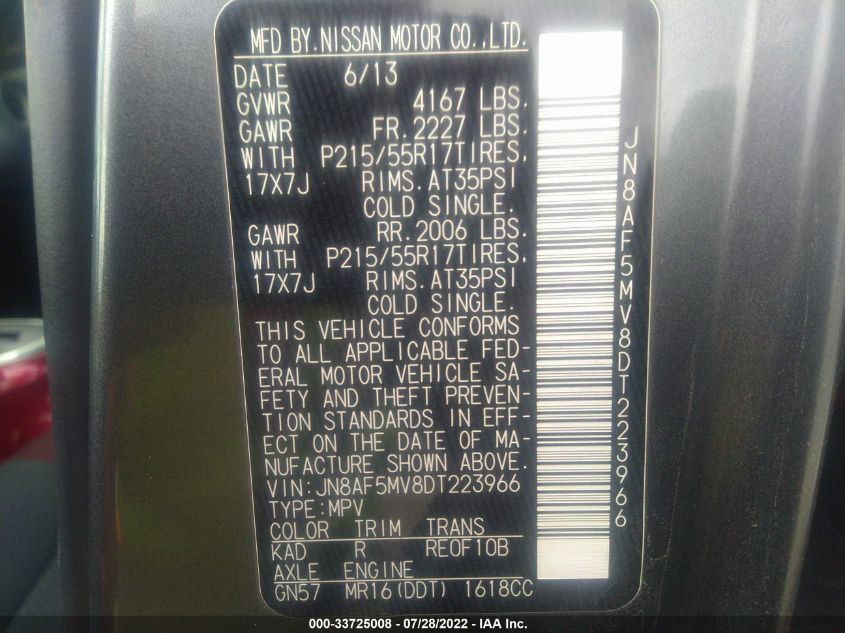 MFD BY.NISSAN MOTOR CO.,LTD.
DATE 6/13
GVWR 4167 LBS.
GAWR FR.2227 LBS.
WITH P215/55R17TIRES,
17X7J RIMS.AT35PSI
COLD SINGLE.
GAWR RR.2006 LBS.
WITH P215/55R17TIRES,
17X7J RIMS.AT35PSI
COLD SINGLE.
THIS VEHICLE CONFORMS
TO ALL APPLICABLE FED-
ERAL MOTOR VEHICLE SA-
FETY AND THEFT PREVEN-
TION STANDARDS IN EFF-
ECT ON THE DATE OF MA-
NUFACTURE SHOWN ABOVE.
VIN:JN8AF5MV8DT223966
TYPE:MPV
COLOR TRIM TRANS
KAD R RE0F10B
AXLE ENGINE
GN57 MR16(DDT) 1618CC
JN8AF5MV8DT223966
000-33725008 - 07/28/2022 - IAA Inc.